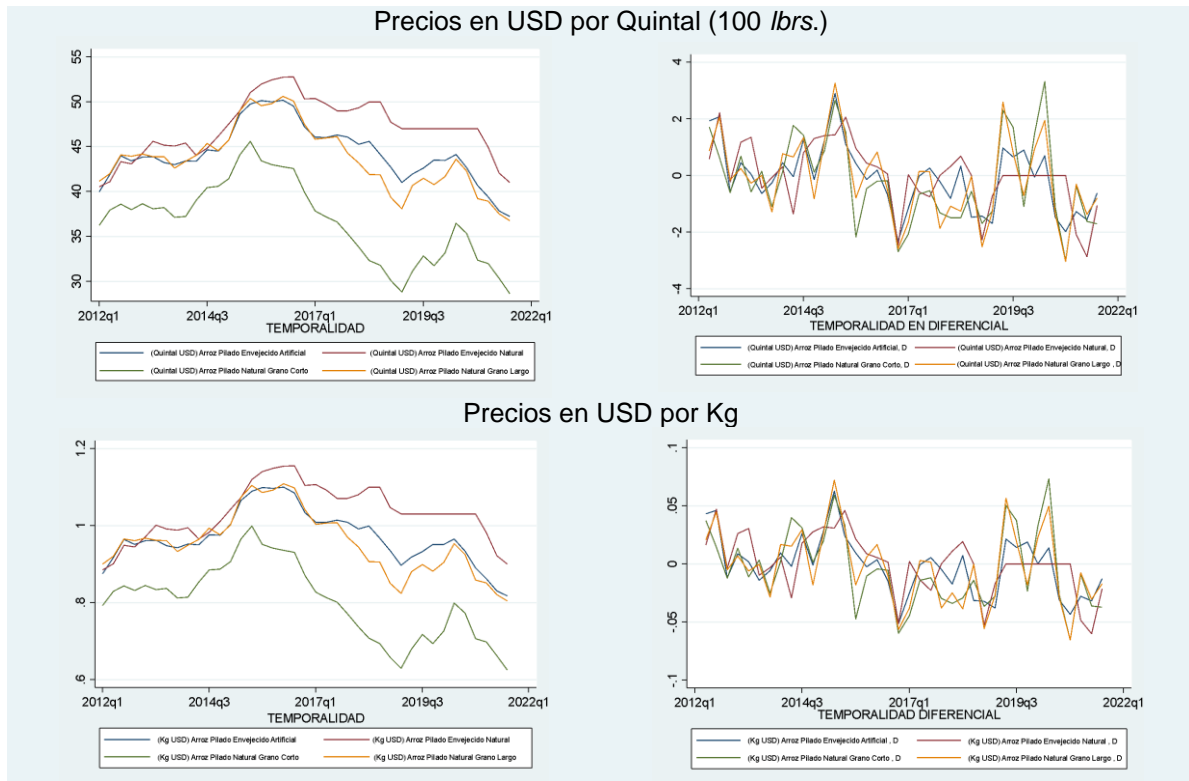 Precios en USD por Quintal (100 lbrs.)
55
50
45
40
35
30
2012q1 2014q3 2017q1 2019q3 2022q1
TEMPORALIDAD
(Quintal USD) Arroz Pilado Envejecido Artificial (Quintal USD) Arroz Pilado Envejecido Natural
(Quintal USD) Arroz Pilado Natural Grano Corto (Quintal USD) Arroz Pilado Natural Grano Largo
4
2
0
-2
-4
2012q1 2014q3 2017q1 2019q3 2022q1
TEMPORALIDAD EN DIFERENCIAL
(Quintal USD) Arroz Pilado Envejecido Artificial, D (Quintal USD) Arroz Pilado Envejecido Natural, D
(Quintal USD) Arroz Pilado Natural Grano Corto, D (Quintal USD) Arroz Pilado Natural Grano Largo , D
Precios en USD por Kg
1.2
1
.8
.6
2012q1 2014q3 2017q1 2019q3 2022q1
TEMPORALIDAD
(Kg USD) Arroz Pilado Envejecido Artificial (Kg USD) Arroz Pilado Envejecido Natural
(Kg USD) Arroz Pilado Natural Grano Corto (Kg USD) Arroz Pilado Natural Grano Largo
.1
.05
0
-.05
-.1
2012q1 2014q3 2017q1 2019q3 2022q1
TEMPORALIDAD DIFERENCIAL
(Kg USD) Arroz Pilado Envejecido Artificial , D (Kg USD) Arroz Pilado Envejecido Natural , D
(Kg USD) Arroz Pilado Natural Grano Corto , D (Kg USD) Arroz Pilado Natural Grano Largo , D